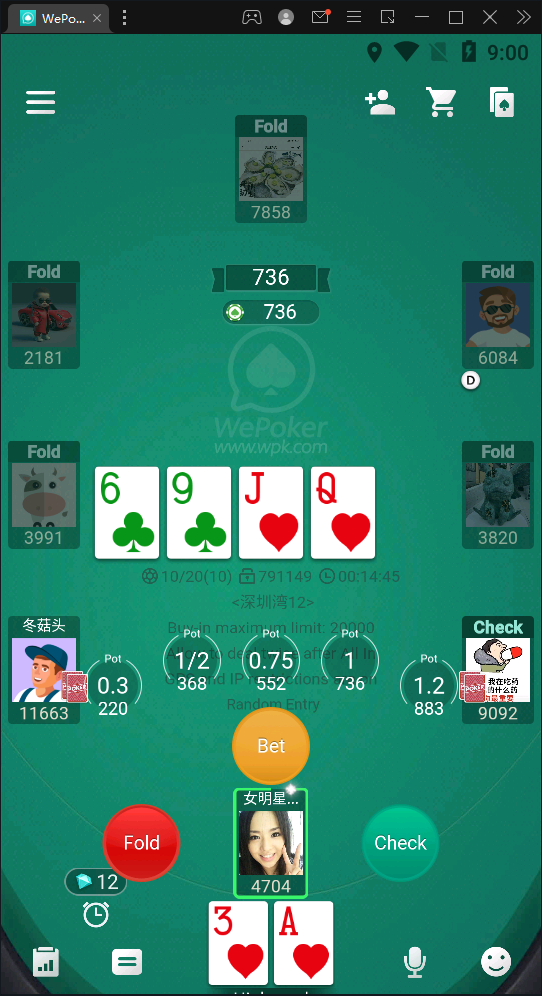 WePo...
9:00
Fold
7858
736
736
Fold
2181
Fold
6084
D
WePoker
www.wpk.com
Fold
3991
6
9
J
Q
Fold
3820
10/20(10) 791149 00:14:45
<深圳湾12>
Buy-in maximum limit: 20000
冬菇头
Check
Pot
1/2
368
Pot
0.75
552
Pot
1
736
Pot
0.3
220
Pot
1.2
883
我在吃药
的什么药
11663
9092
Random Entry
Bet
女明星...
Fold
Check
4704
12
3
A